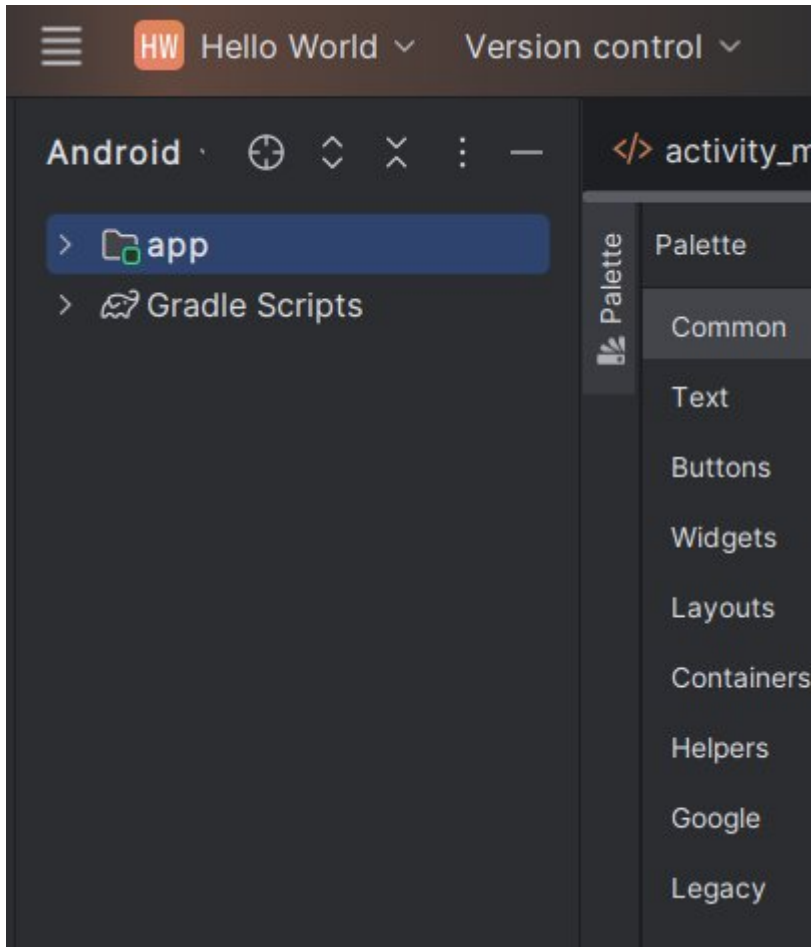 HW Hello World Version control
Android
</> activity_m
app
Gradle Scripts
Palette
Palette
Common
Text
Buttons
Widgets
Layouts
Containers
Helpers
Google
Legacy